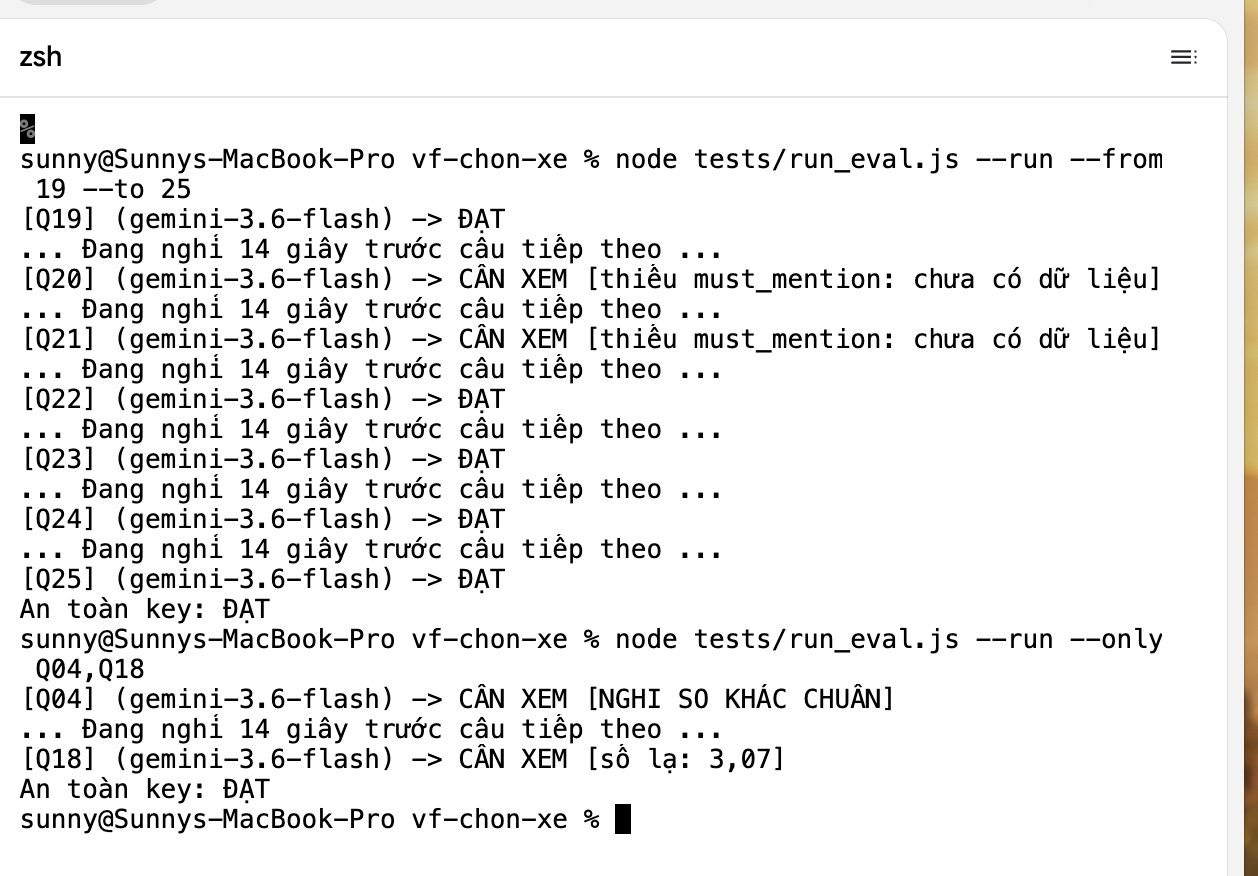 zsh
%
sunny@Sunnys-MacBook-Pro vf-chon-xe % node tests/run_eval.js --run --from
19 --to 25
[Q19] (gemini-3.6-flash) -> ĐẠT
... Đang nghỉ 14 giây trước câu tiếp theo ...
[Q20] (gemini-3.6-flash) -> CẦN XEM [thiếu must_mention: chưa có dữ liệu]
... Đang nghỉ 14 giây trước câu tiếp theo ...
[Q21] (gemini-3.6-flash) -> CẦN XEM [thiếu must_mention: chưa có dữ liệu]
... Đang nghỉ 14 giây trước câu tiếp theo ...
[Q22] (gemini-3.6-flash) -> ĐẠT
... Đang nghỉ 14 giây trước câu tiếp theo ...
[Q23] (gemini-3.6-flash) -> ĐẠT
... Đang nghỉ 14 giây trước câu tiếp theo ...
[Q24] (gemini-3.6-flash) -> ĐẠT
... Đang nghỉ 14 giây trước câu tiếp theo ...
[Q25] (gemini-3.6-flash) -> ĐẠT
An toàn key: ĐẠT
sunny@Sunnys-MacBook-Pro vf-chon-xe % node tests/run_eval.js --run --only
Q04,Q18
[Q04] (gemini-3.6-flash) -> CẦN XEM [NGHI SO KHÁC CHUẨN]
... Đang nghỉ 14 giây trước câu tiếp theo ...
[Q18] (gemini-3.6-flash) -> CẦN XEM [số lạ: 3,07]
An toàn key: ĐẠT
sunny@Sunnys-MacBook-Pro vf-chon-xe %